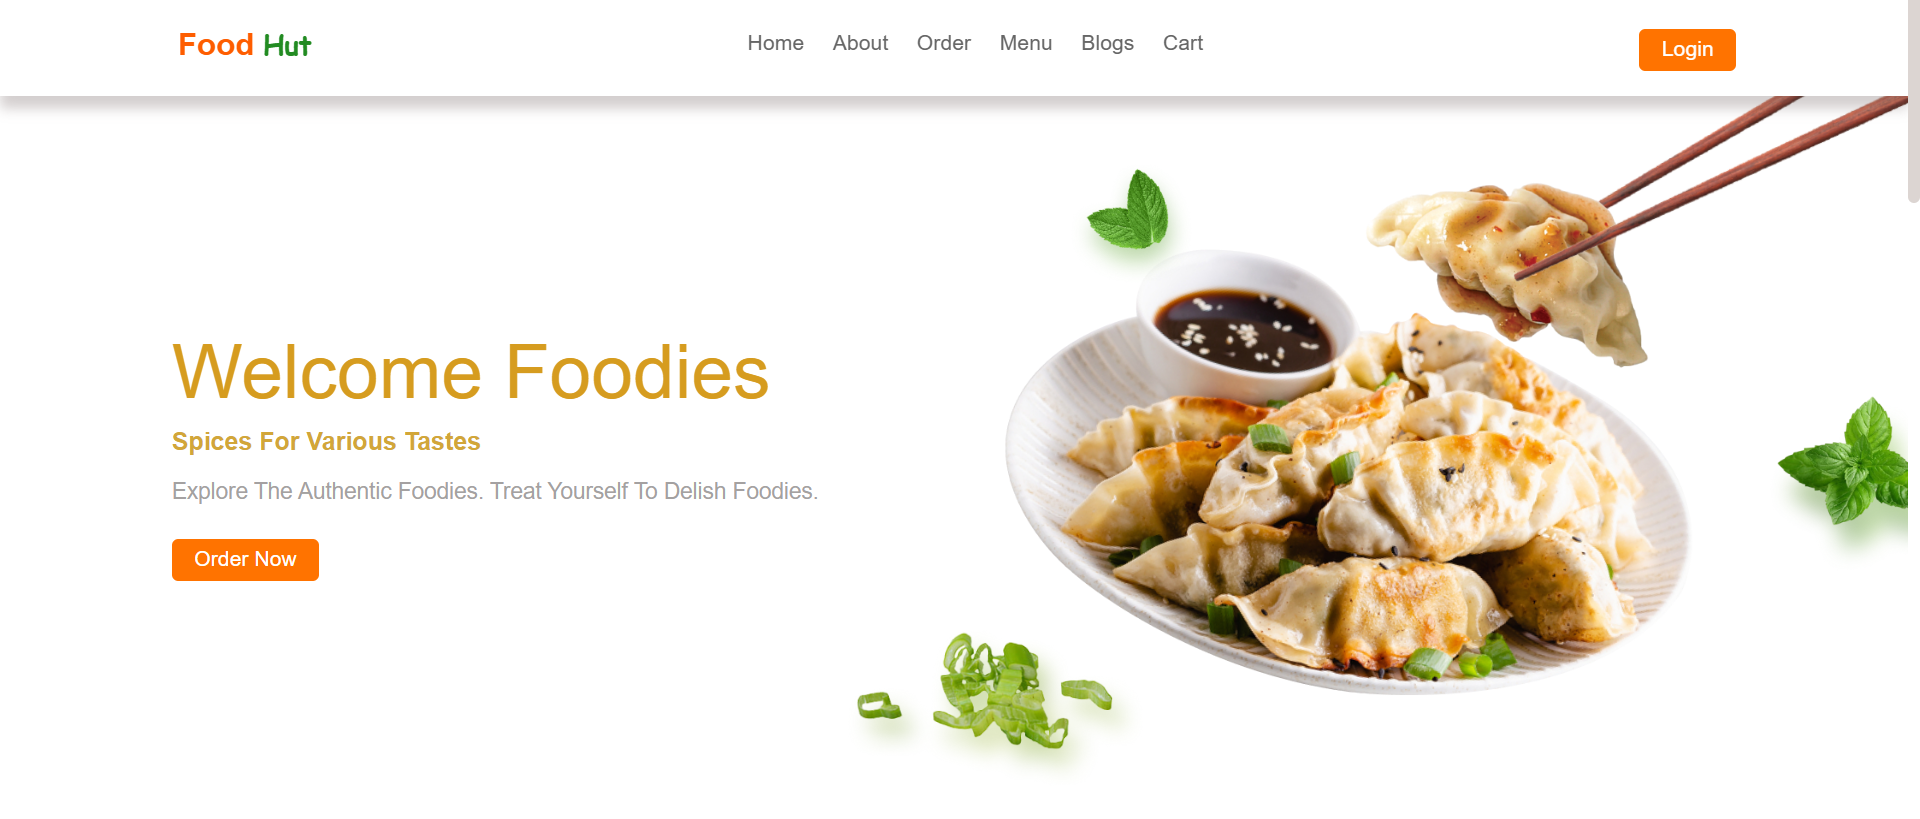 Food Hut
Home About Order Menu Blogs Cart
Login
Welcome Foodies
Spices For Various Tastes
Explore The Authentic Foodies. Treat Yourself To Delish Foodies.
Order Now